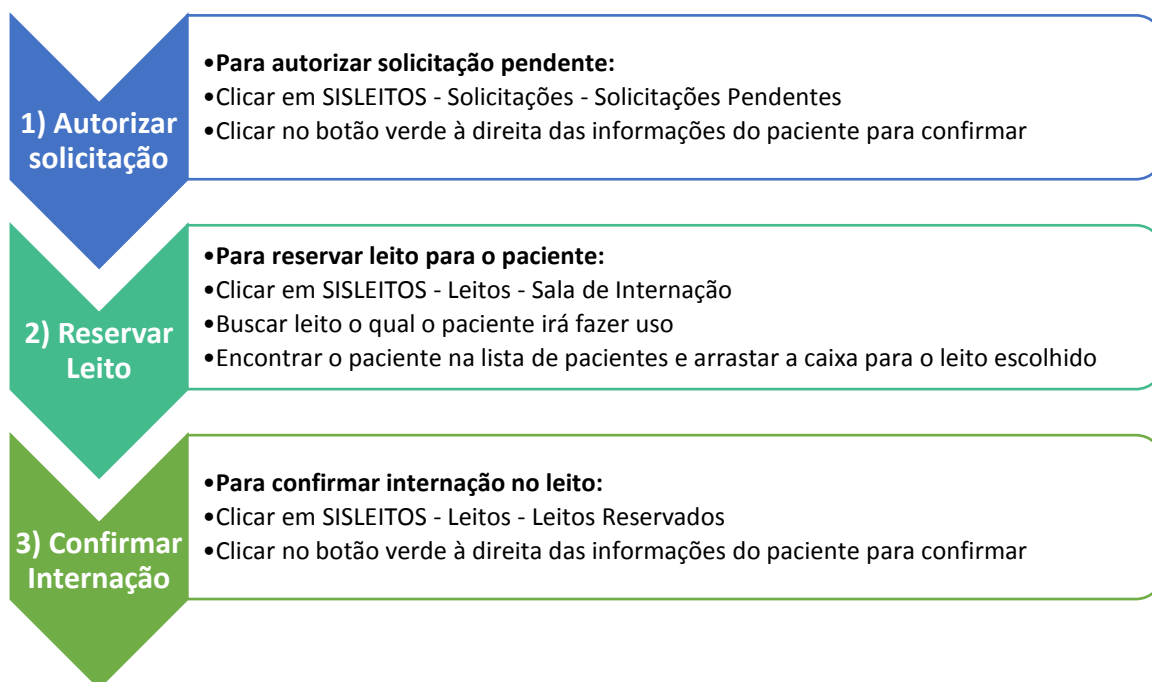 1) Autorizar
solicitação
•Para autorizar solicitação pendente:
•Clicar em SISLEITOS - Solicitações - Solicitações Pendentes
•Clicar no botão verde à direita das informações do paciente para confirmar
2) Reservar
Leito
•Para reservar leito para o paciente:
•Clicar em SISLEITOS - Leitos - Sala de Internação
•Buscar leito o qual o paciente irá fazer uso
•Encontrar o paciente na lista de pacientes e arrastar a caixa para o leito escolhido
3) Confirmar
Internação
•Para confirmar internação no leito:
•Clicar em SISLEITOS - Leitos - Leitos Reservados
•Clicar no botão verde à direita das informações do paciente para confirmar